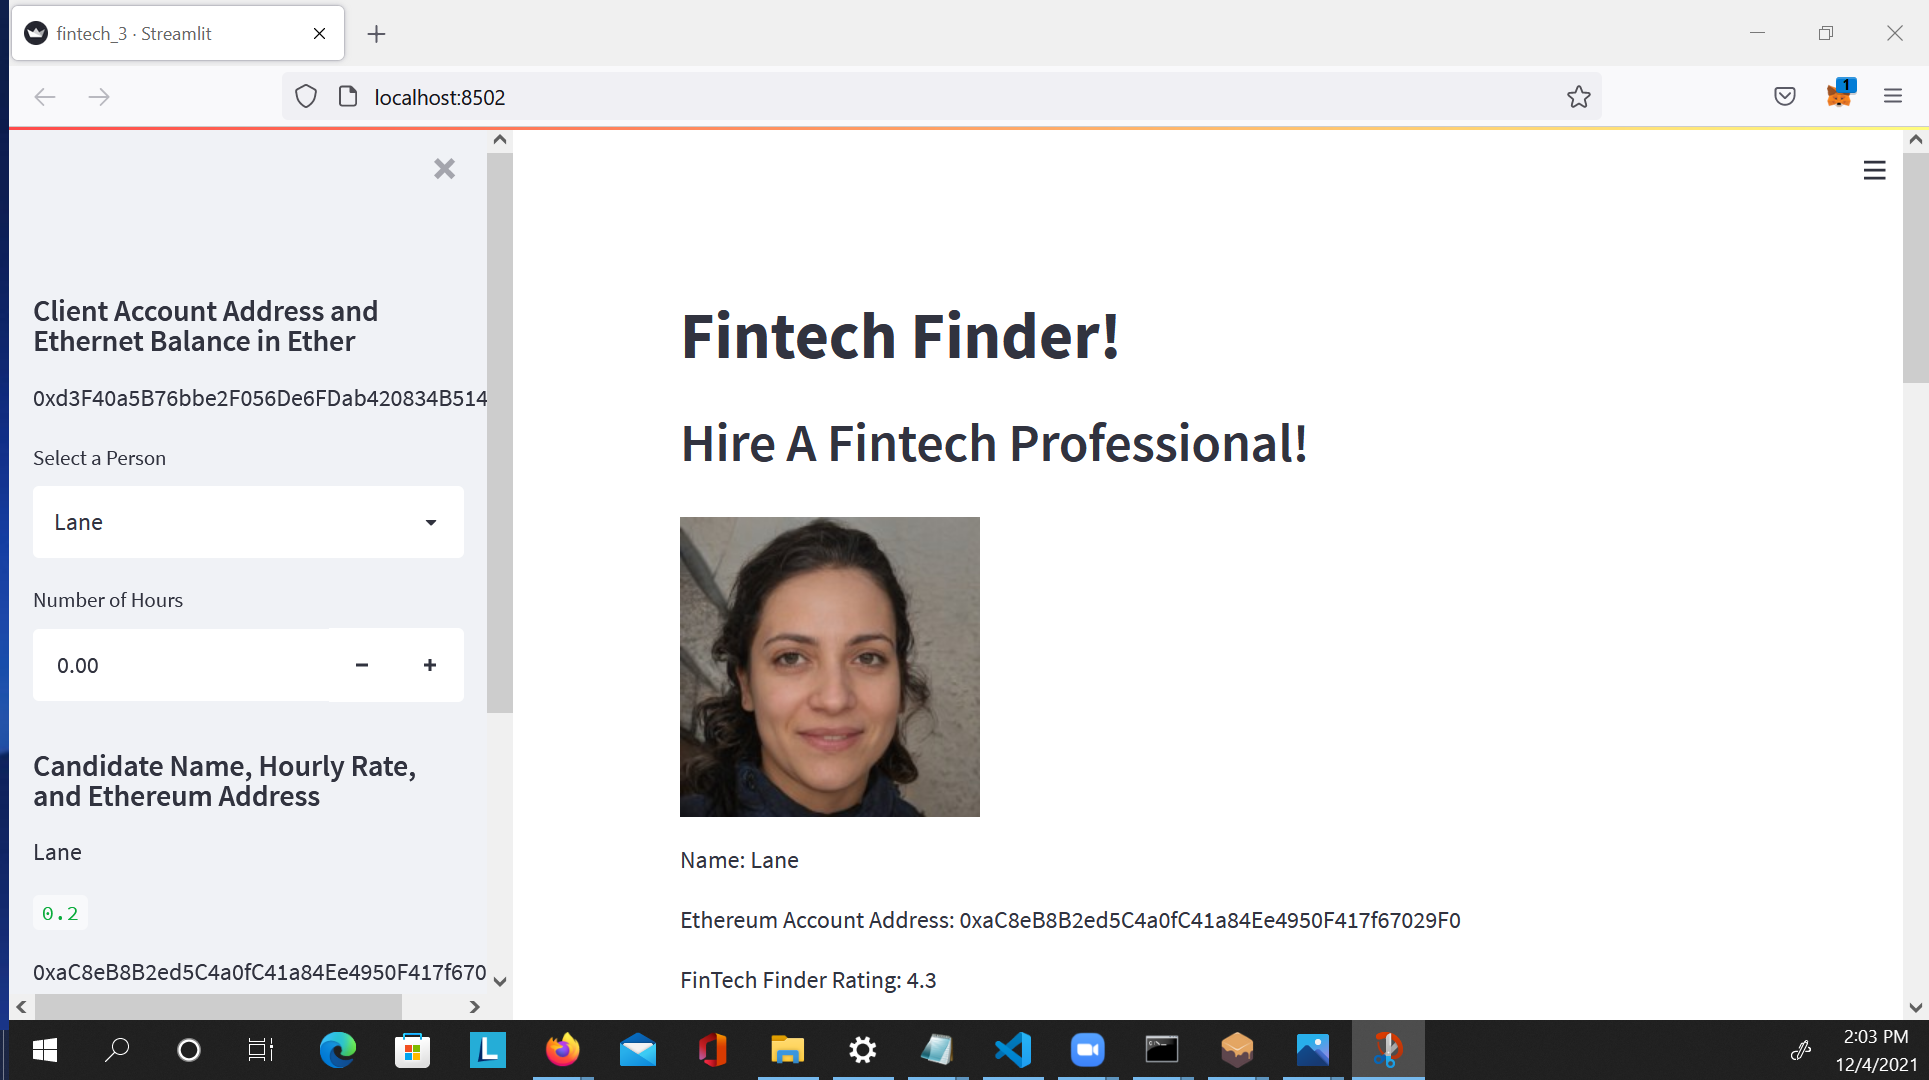 fintech_3 · Streamlit
localhost:8502
1
Client Account Address and
Ethernet Balance in Ether
0xd3F40a5B76bbe2F056De6FDab420834B514
Select a Person
Lane
Number of Hours
0.00
Candidate Name, Hourly Rate,
and Ethereum Address
Lane
0.2
0xaC8eB8B2ed5C4a0fC41a84Ee4950F417f670
Fintech Finder!
Hire A Fintech Professional!
Name: Lane
Ethereum Account Address: 0xaC8eB8B2ed5C4a0fC41a84Ee4950F417f67029F0
FinTech Finder Rating: 4.3
L
2:03 PM
12/4/2021